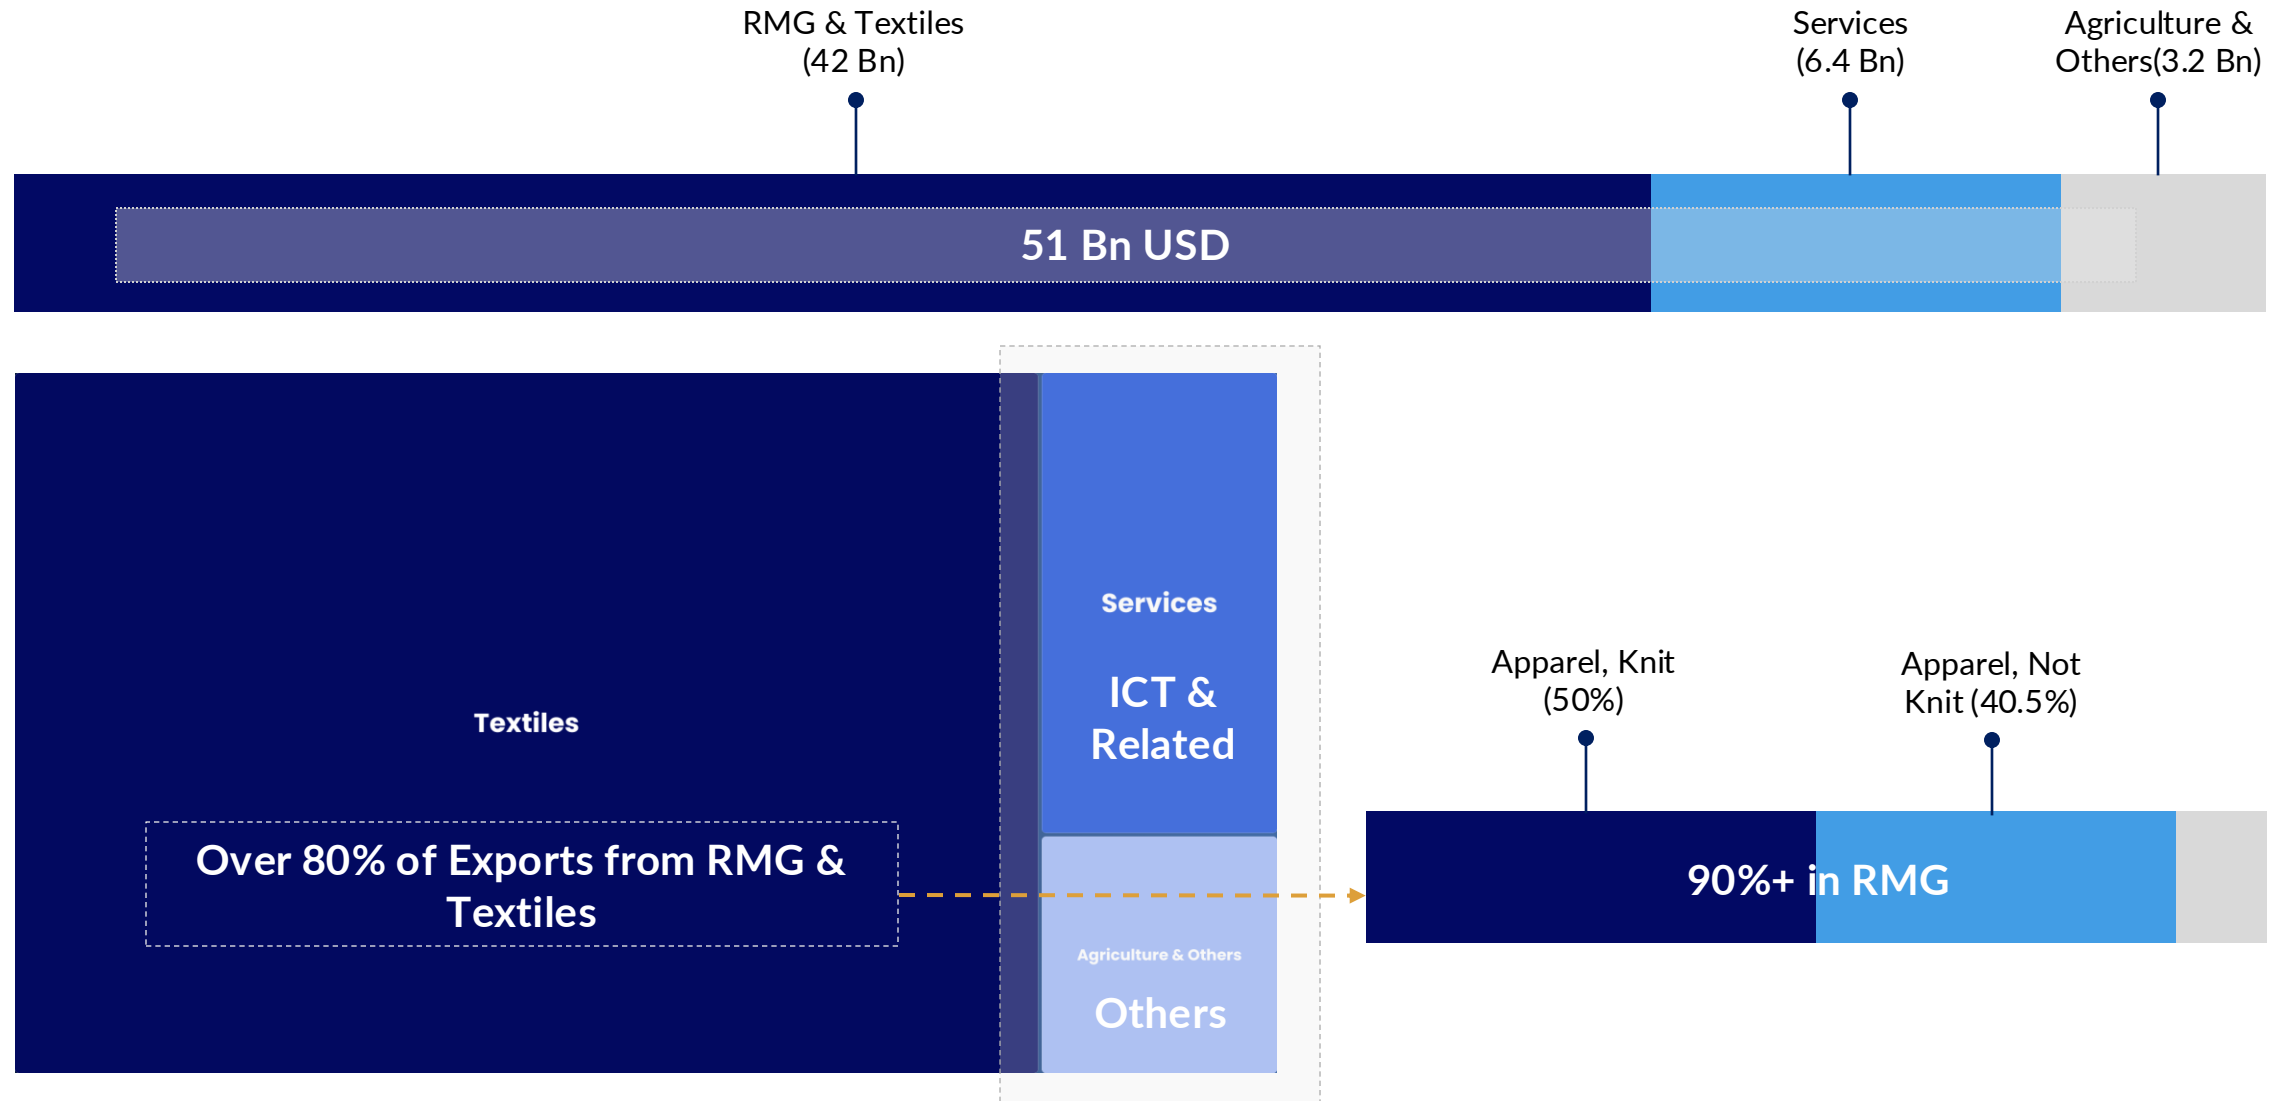 RMG & Textiles
(42 Bn)
Services
(6.4 Bn)
Agriculture &
Others(3.2 Bn)
51 Bn USD
Textiles
Over 80% of Exports from RMG &
Textiles
Services
ICT &
Related
Agriculture & Others
Others
Apparel, Knit
(50%)
Apparel, Not
Knit (40.5%)
90%+ in RMG